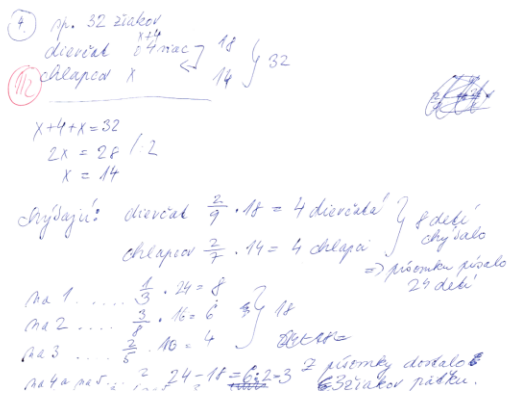 4. sp. 32 žiakov
x+4
dievčat o 4 viac 18
chlapcov x 14 } 32
x+4+x=32
2x = 28 /:2
x = 14
chýbajú: dievčat 2/9 · 18 = 4 dievčatá
chlapcov 2/7 · 14 = 4 chlapci
} 8 detí
chýbalo
=> písomku písalo
24 detí
na 1 ..... 1/3 · 24 = 8
na 2 ..... 3/8 · 16 = 6
na 3 ..... 2/5 · 10 = 4
} 18
na 4 a na 5 ... 24 - 18 = 6:2=3 Z písomky dostalo
3 žiakov pätku.